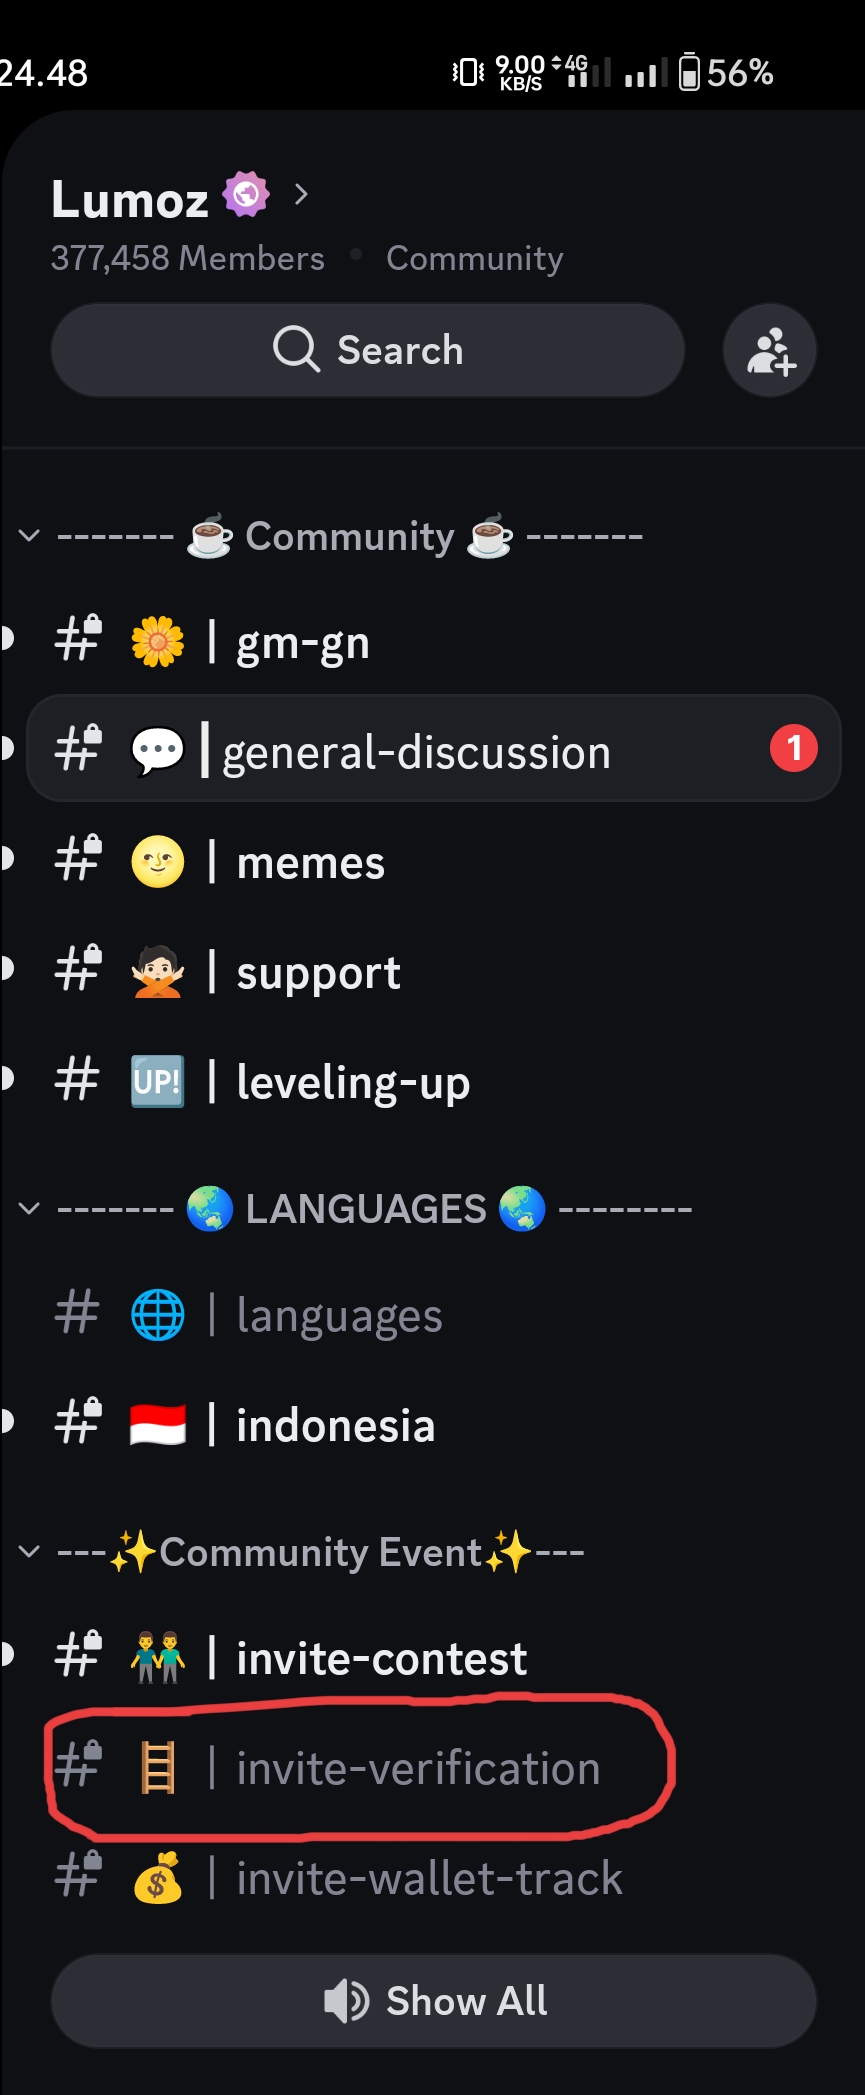 24.48 9.00 KB/S 4G 56%
Lumoz
377,458 Members • Community
Search
------- ☕ Community ☕ -------
# 🌼 | gm-gn
# 💬 | general-discussion 1
# 🌝 | memes
# 🙅🏻 | support
# 🆙 | leveling-up
------- 🌏 LANGUAGES 🌏 --------
# 🌐 | languages
# 🇮🇩 | indonesia
---✨Community Event✨---
# 👬 | invite-contest
# 🪜 | invite-verification
# 💰 | invite-wallet-track
Show All